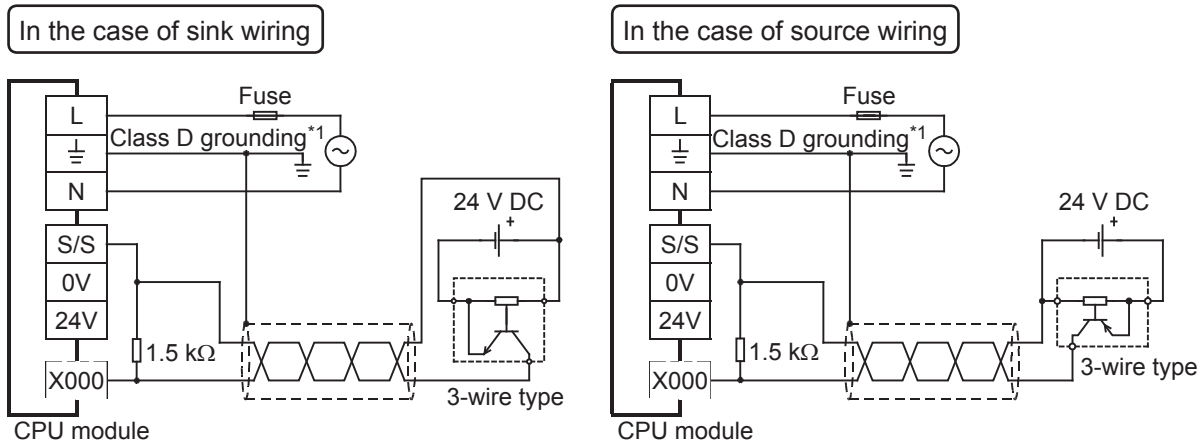 In the case of sink wiring
L
Fuse
Class D grounding*1
N
24 V DC
+
S/S
0V
24V
1.5 kΩ
X000
3-wire type
CPU module
In the case of source wiring
L
Fuse
Class D grounding*1
N
24 V DC
+
S/S
0V
24V
1.5 kΩ
X000
3-wire type
CPU module